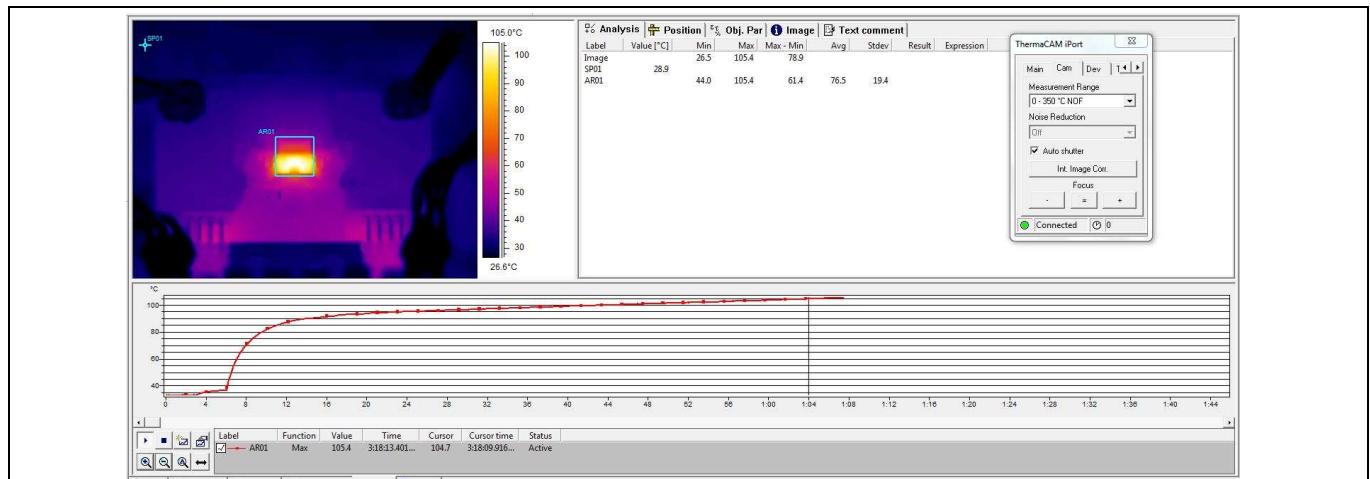 105.0°C
SP01
AR01
100
90
80
70
60
50
40
30
26.6°C
Analysis Position Obj. Par Image Text comment
Label Value [°C] Min Max Max - Min Avg Stdev Result Expression
Image 26.5 105.4 78.9
SP01 28.9
AR01 44.0 105.4 61.4 76.5 19.4
ThermaCAM iPort
Main Cam Dev
Measurement Range
0 - 350 °C NOF
Noise Reduction
Off
Auto shutter
Int. Image Corr.
Focus
- = +
Connected 0
°C
100
80
60
40
0 4 8 12 16 20 24 28 32 36 40 44 48 52 56 1:00 1:04 1:08 1:12 1:16 1:20 1:24 1:28 1:32 1:36 1:40 1:44
Label Function Value Time Cursor Cursor time Status
AR01 Max 105.4 3:18:13.401... 104.7 3:18:09.916... Active